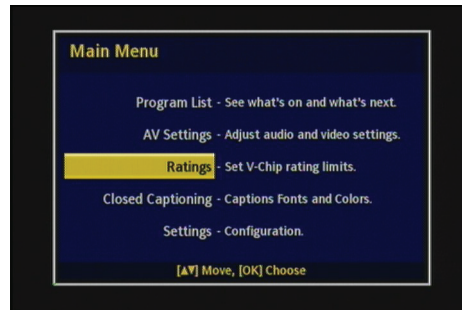 Main Menu
Program List - See what's on and what's next.
AV Settings - Adjust audio and video settings.
Ratings - Set V-Chip rating limits.
Closed Captioning - Captions Fonts and Colors.
Settings - Configuration.
[▲▼] Move, [OK] Choose